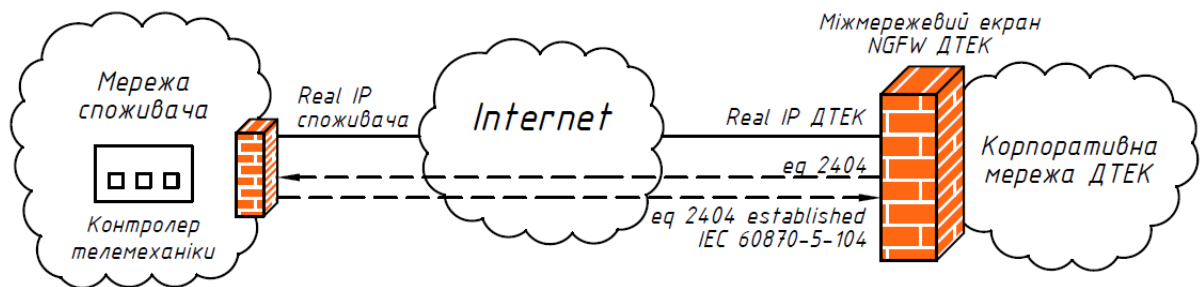 Мережа
споживача
Контролер
телемеханіки
Real IP
споживача
Internet
Real IP ДТЕК
eq 2404
eq 2404 established
IEC 60870-5-104
Міжмережевий екран
NGFW ДТЕК
Корпоративна
мережа ДТЕК